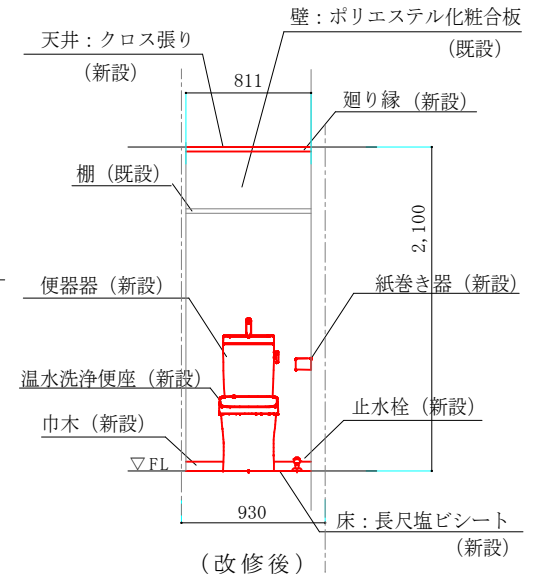 壁：ポリエステル化粧合板
(既設)
天井：クロス張り
(新設)
811
廻り縁 (新設)
棚 (既設)
2,100
便器器 (新設)
紙巻き器 (新設)
温水洗浄便座 (新設)
止水栓 (新設)
巾木 (新設)
▽FL
930
床：長尺塩ビシート
(新設)
(改修後)